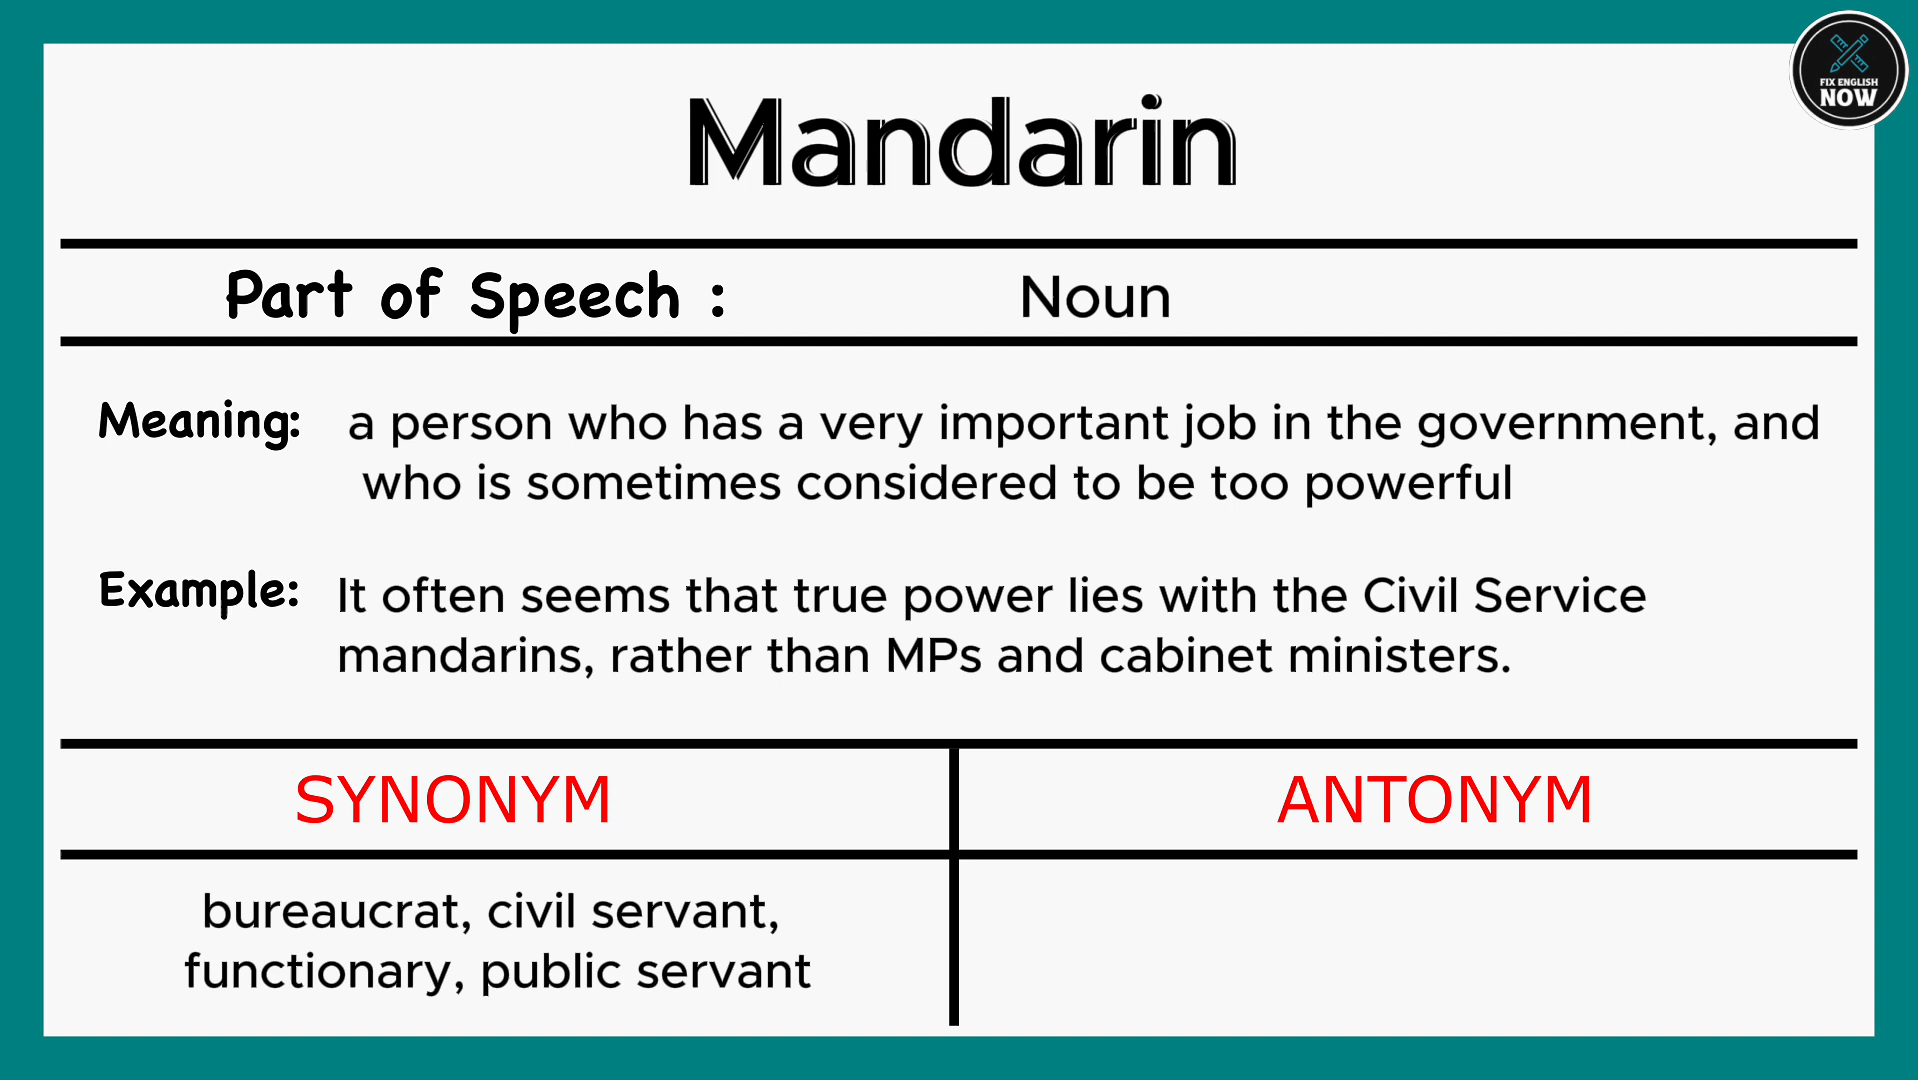 FIX ENGLISH
NOW
Mandarin
Part of Speech : Noun
Meaning: a person who has a very important job in the government, and
who is sometimes considered to be too powerful
Example: It often seems that true power lies with the Civil Service
mandarins, rather than MPs and cabinet ministers.
SYNONYM ANTONYM
bureaucrat, civil servant,
functionary, public servant